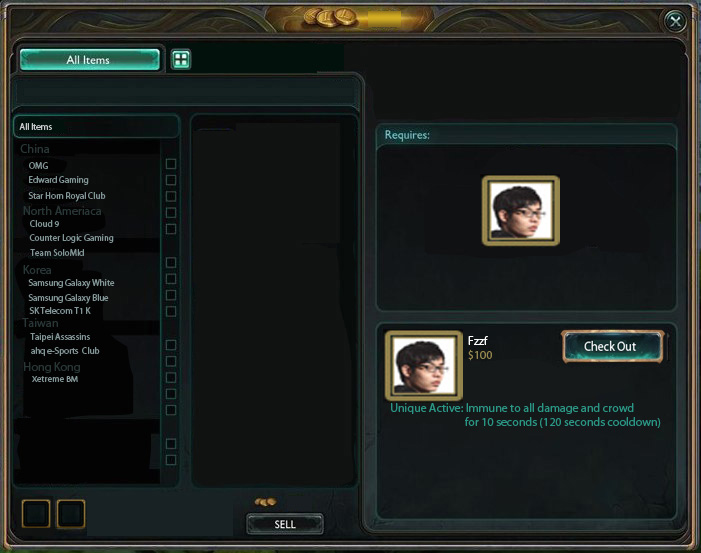 All Items
All Items
China
OMG
Edward Gaming
Star Horn Royal Club
North Ameriaca
Cloud 9
Counter Logic Gaming
Team SoloMId
Korea
Samsung Galaxy White
Samsung Galaxy Blue
SKTelecom T1 K
Taiwan
Taipei Assassins
ahq e-Sports Club
Hong Kong
Xetreme BM
SELL
Requires:
Fzzf
$100
Check Out
Unique Active: Immune to all damage and crowd
for 10 seconds (120 seconds cooldown)